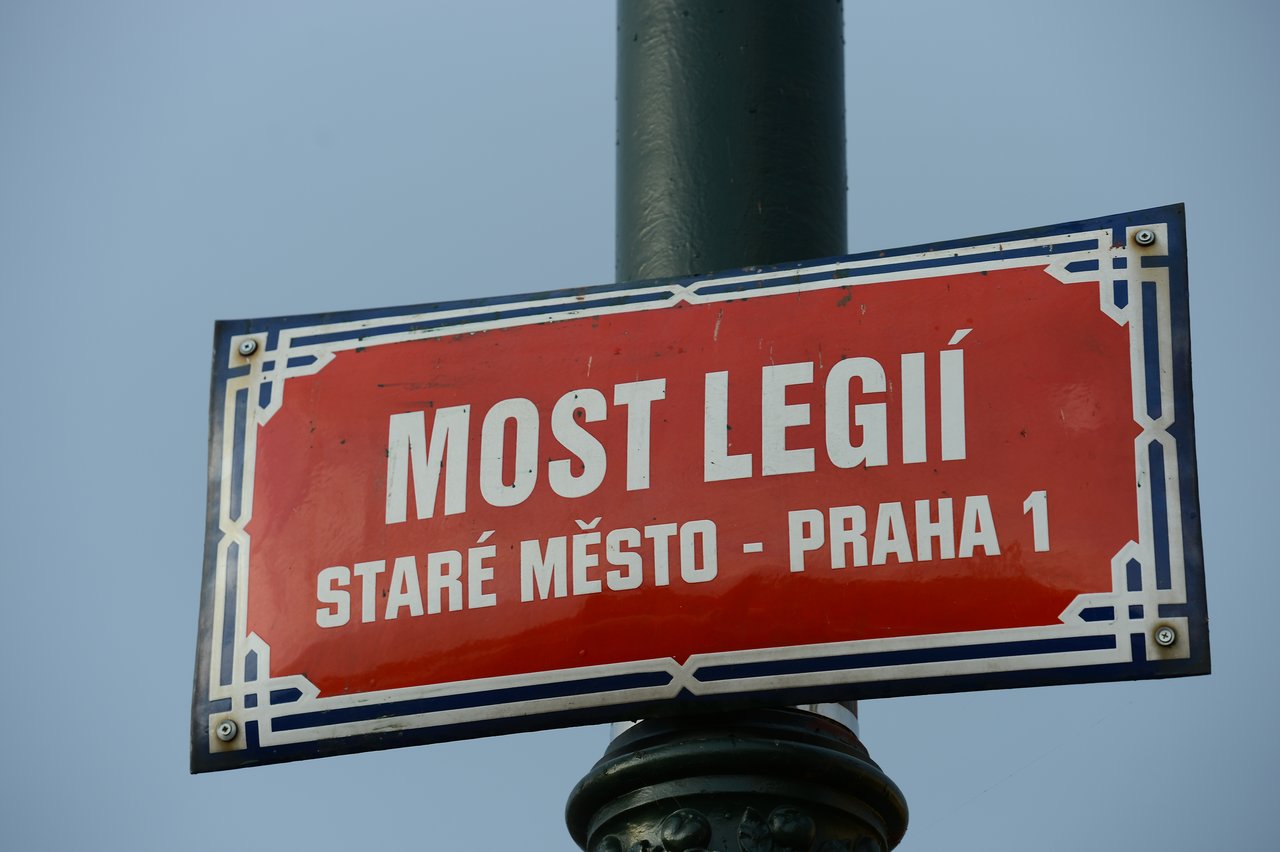 MOST LEGIÍ
STARÉ MĚSTO - PRAHA 1